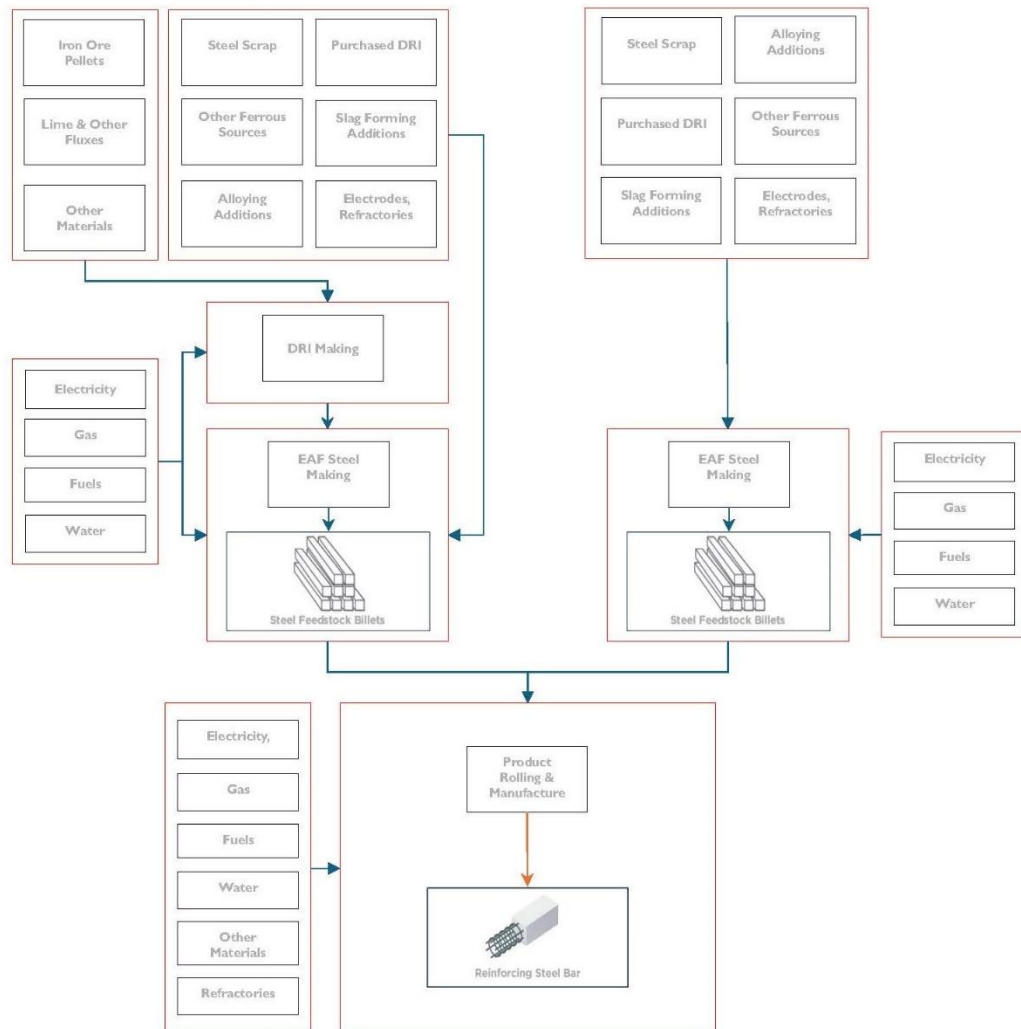 Iron Ore
Pellets
Lime & Other
Fluxes
Other
Materials
Steel Scrap
Purchased DRI
Other Ferrous
Sources
Slag Forming
Additions
Alloying
Additions
Electrodes,
Refractories
Steel Scrap
Alloying
Additions
Purchased DRI
Other Ferrous
Sources
Slag Forming
Additions
Electrodes,
Refractories
DRI Making
Electricity
Gas
Fuels
Water
EAF Steel
Making
Steel Feedstock Billets
EAF Steel
Making
Steel Feedstock Billets
Electricity
Gas
Fuels
Water
Electricity,
Gas
Fuels
Water
Other
Materials
Refractories
Product
Rolling &
Manufacture
Reinforcing Steel Bar